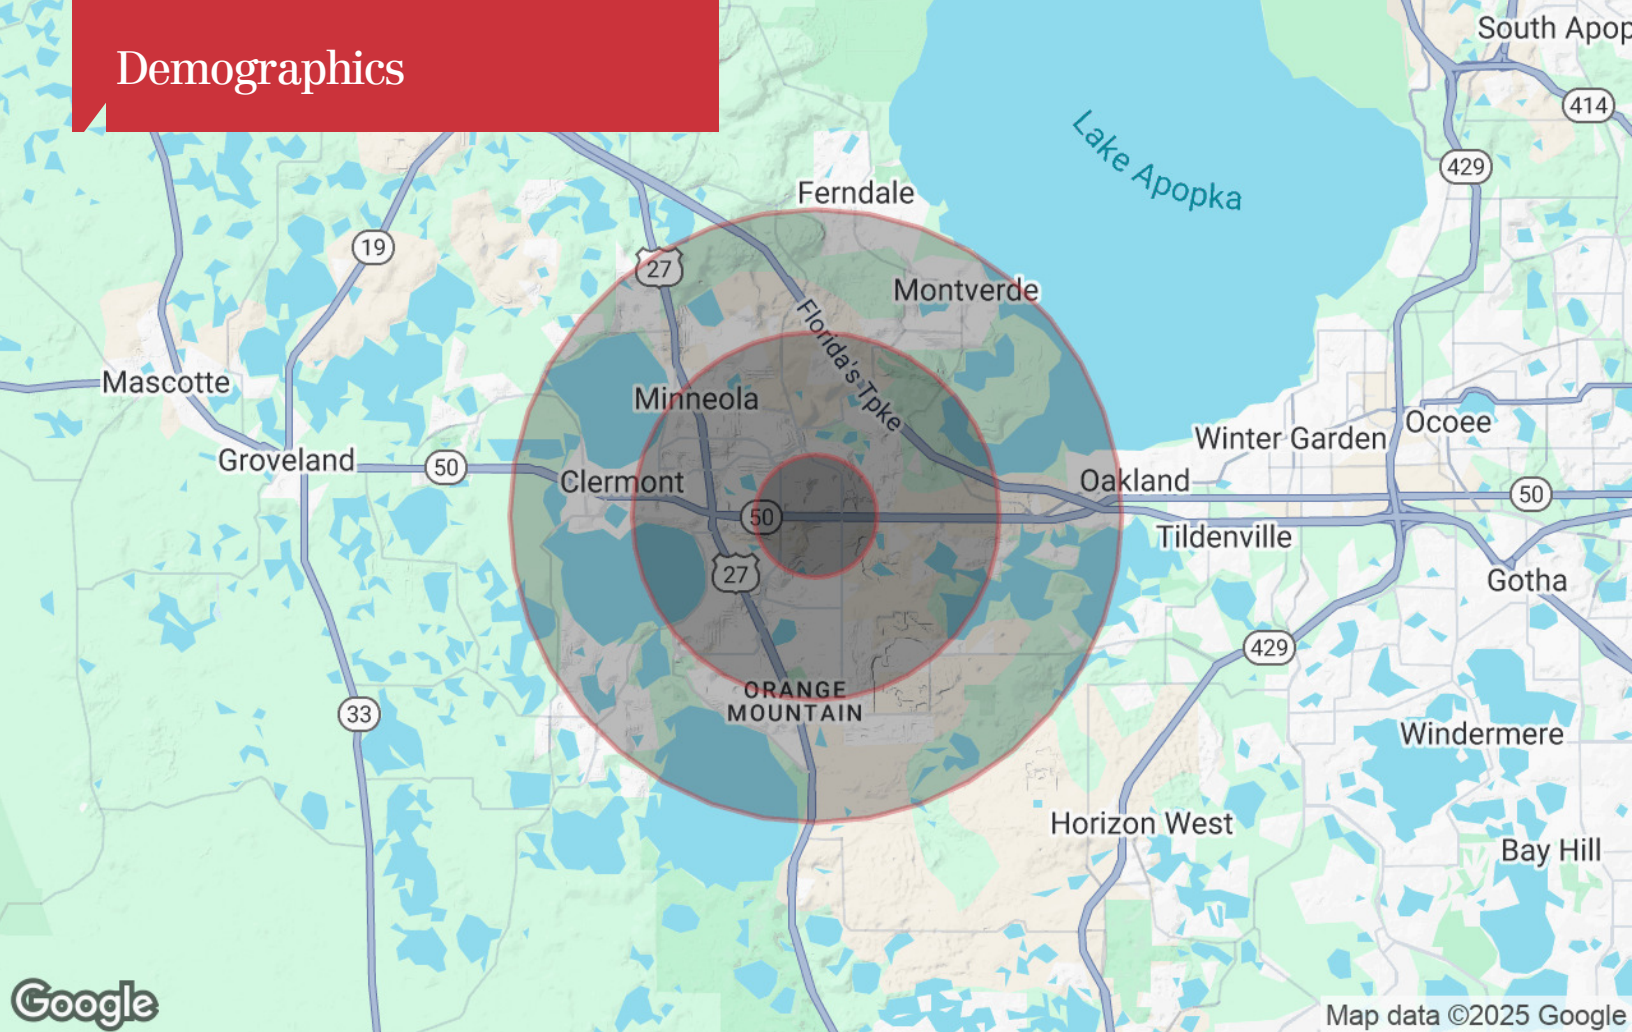 Demographics
South Apop
414
Lake Apopka
429
Ferndale
19
27
Montverde
Florida's Tpke
Mascotte
Minneola
Ocoee
Winter Garden
Groveland
50
Clermont
Oakland
50
50
Tildenville
27
Gotha
429
ORANGE
MOUNTAIN
33
Windermere
Horizon West
Bay Hill
Google
Map data ©2025 Google